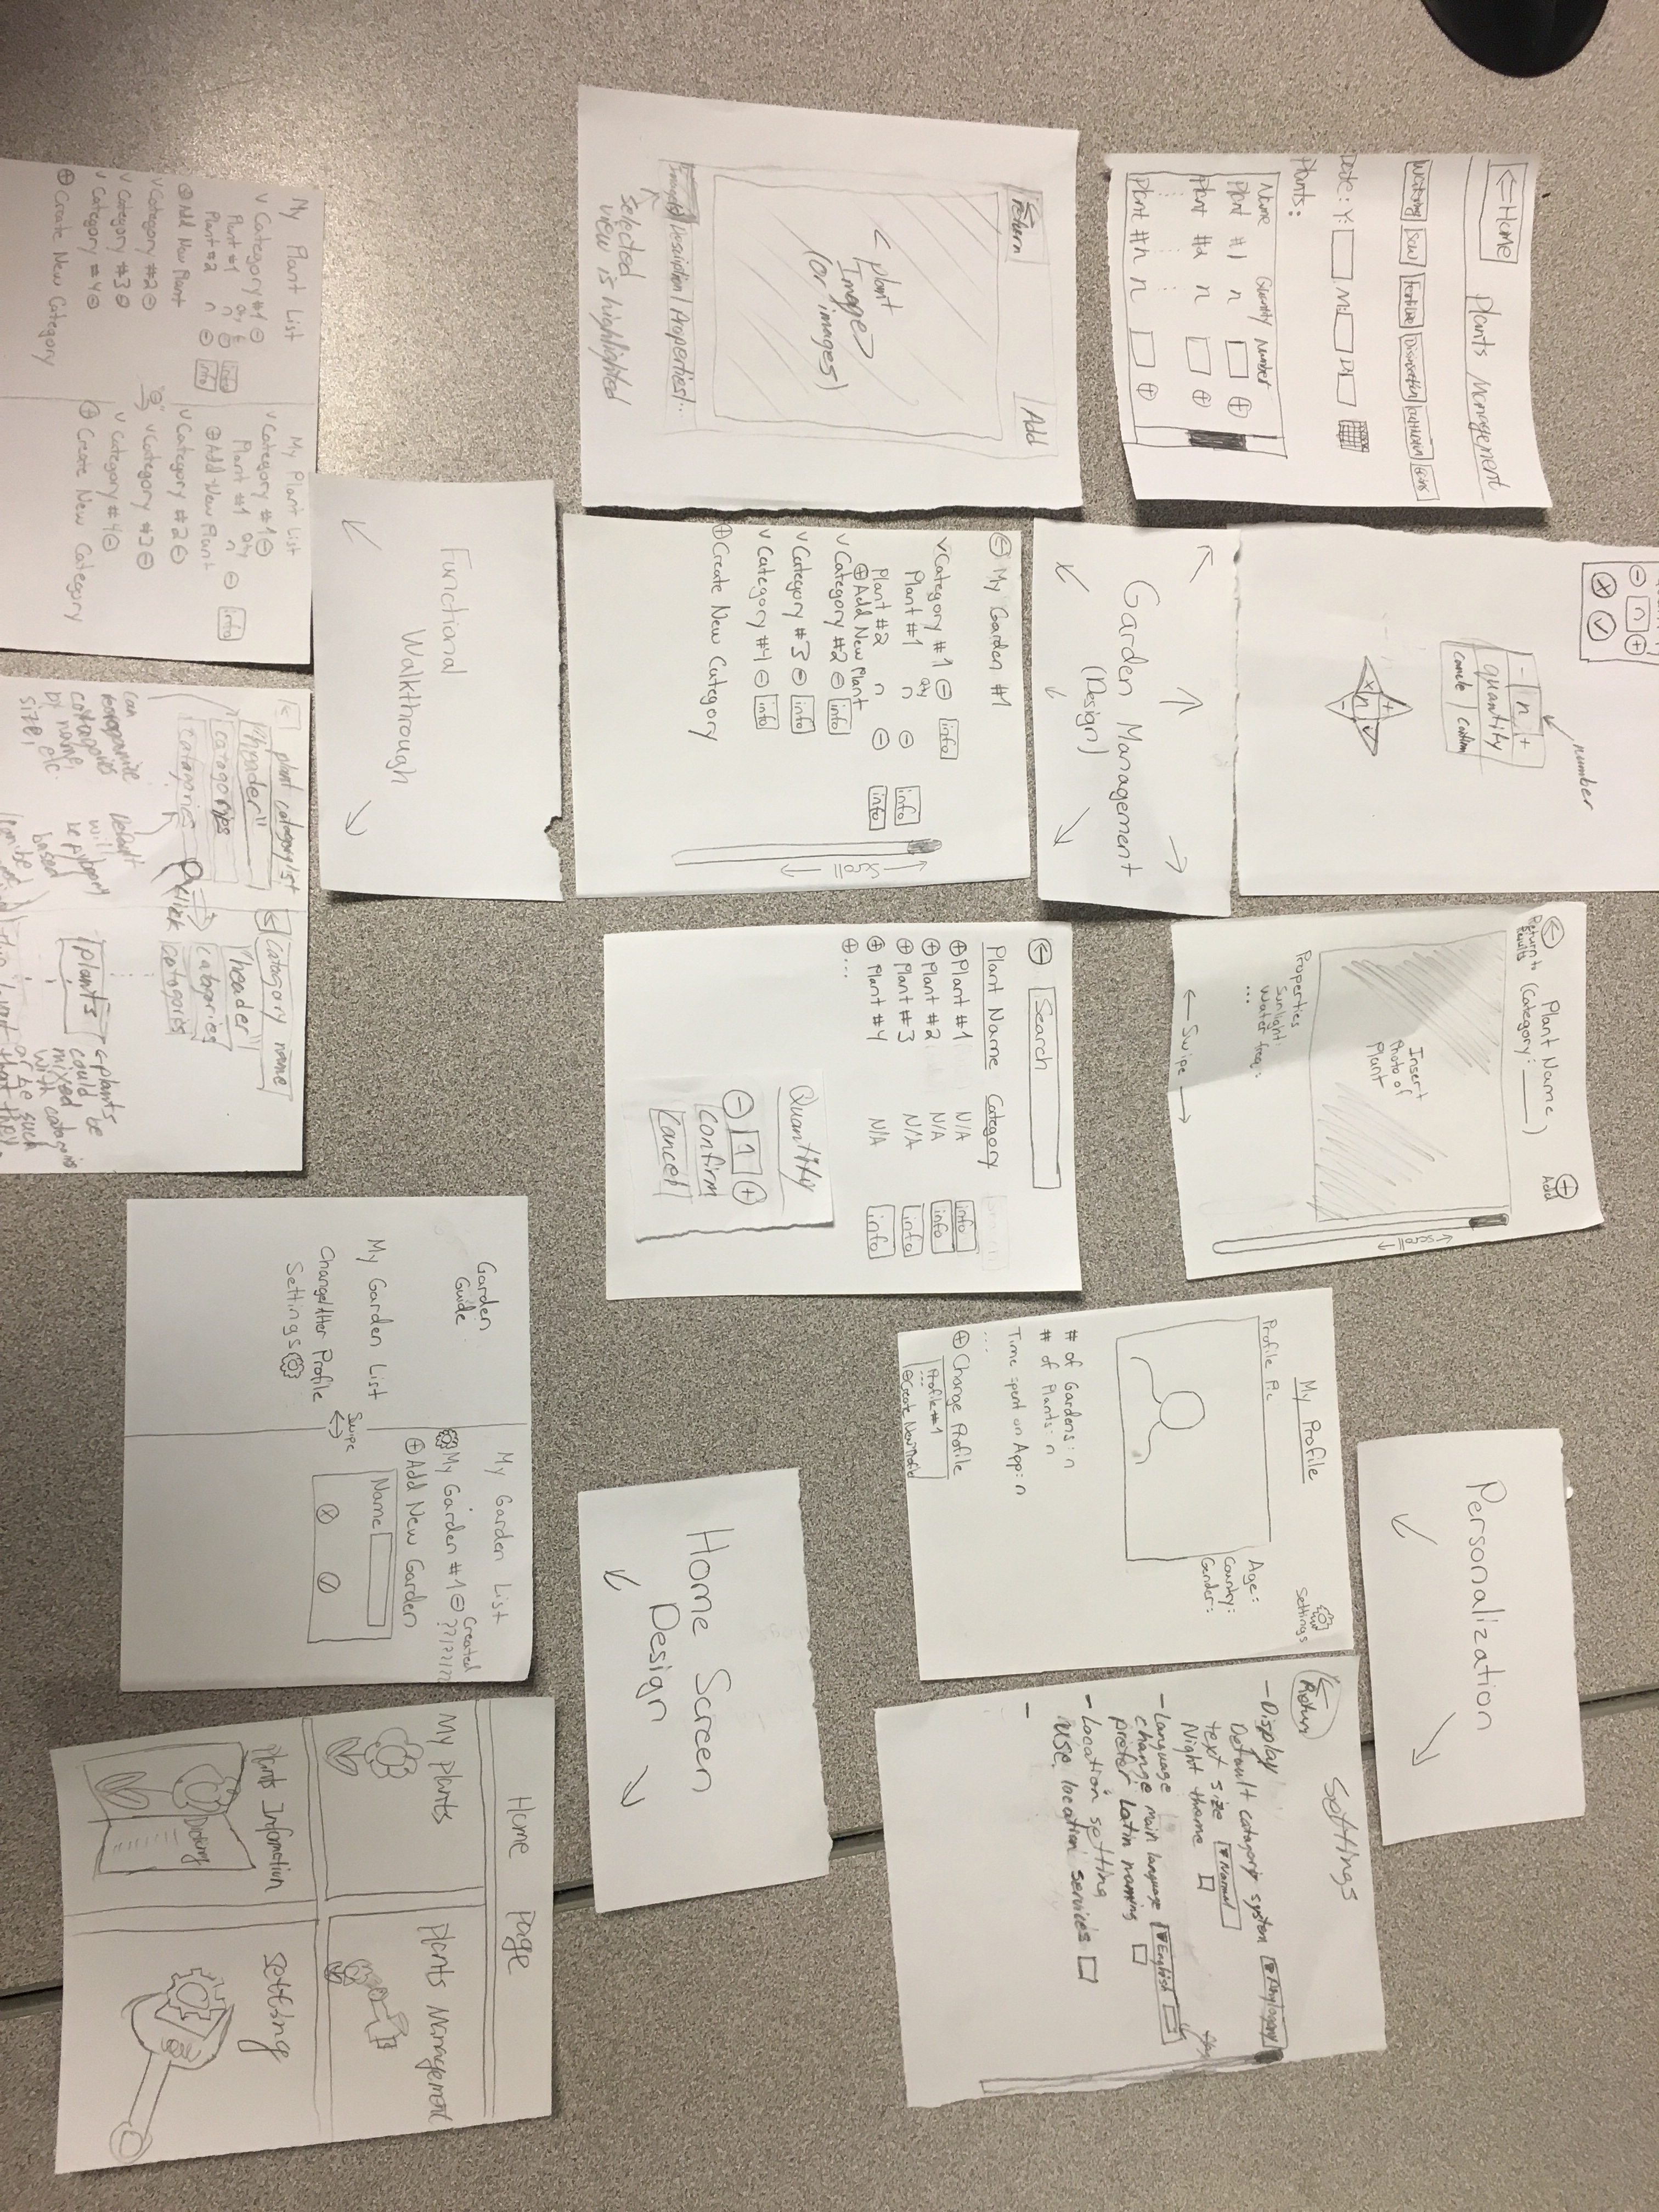 Home
Plants Management
Watering
Sow
Fertilize
Disinsection
Date: Y: M: D:
Plants:
Name Quantity Number
Plant #1 n
Plant #2 n
Plant #n n
- n +
number
- n +
quantity
cancle confirm
+
x n ✓
-
Return to
Results
Plant Name
(Category: ____)
Add
Insert
Photo of
Plant
Scroll
Properties
Sunlight:
Water freq.:
...
Swipe
Garden Management
(Design)
Personalization
My Profile
Settings
Profile Pic
Age:
Country:
Gender:
# of Gardens: n
# of Plants: n
Time spent on App: n
...
Change Profile
Profile #1
...
Create New Profile
Return
Settings
- Display
Default catagory system
text size Normal
Night theme
- Language
change main language English
flag
prefer Latin naming
- Location setting
use location services
-
return
Add
< plant
Image>
(or images)
Image(s) Description | Properties | ..
selected
view is highlighted
My Garden #1
Category #1 info
Qty
Plant #1 n info
Plant #2 n info
Add New Plant
Category #2 info
Category #3 info
Category #4 info
Create New Category
Scroll
Search
Plant Name Category
Plant #1 N/A info
Plant #2 N/A info
Plant #3 N/A info
Plant #4 N/A info
...
Quantity
- 1 +
Confirm
Cancel
Home Screen
Design
Functional
Walkthrough
My Plant List
Category #1
Qty
Plant #1 n info
Plant #2 n info
Add New Plant
Category #2
Category #3
Category #4
Create New Category
My Plant List
Category #1
Plant #1 Qty
n info
Add New Plant
Category #2
Category #3
Category #4
Create New Category
plant catagory list
"header"
catagories
catagories
Click
can
reorganize
catagories
by name,
size, etc.
Default
will
be
based
(can be
Catagory name
"header"
catagories
catagories
plants
plants
could be
mixed
with catagories
or be such
that they
Garden
Guide
My Garden List
Change/Alter Profile
Settings
Swipe
My Garden List
My Garden #1 Created
??/??/??
Add New Garden
Name
Home Page
My Plants
Plants Management
Plants Information
Setting